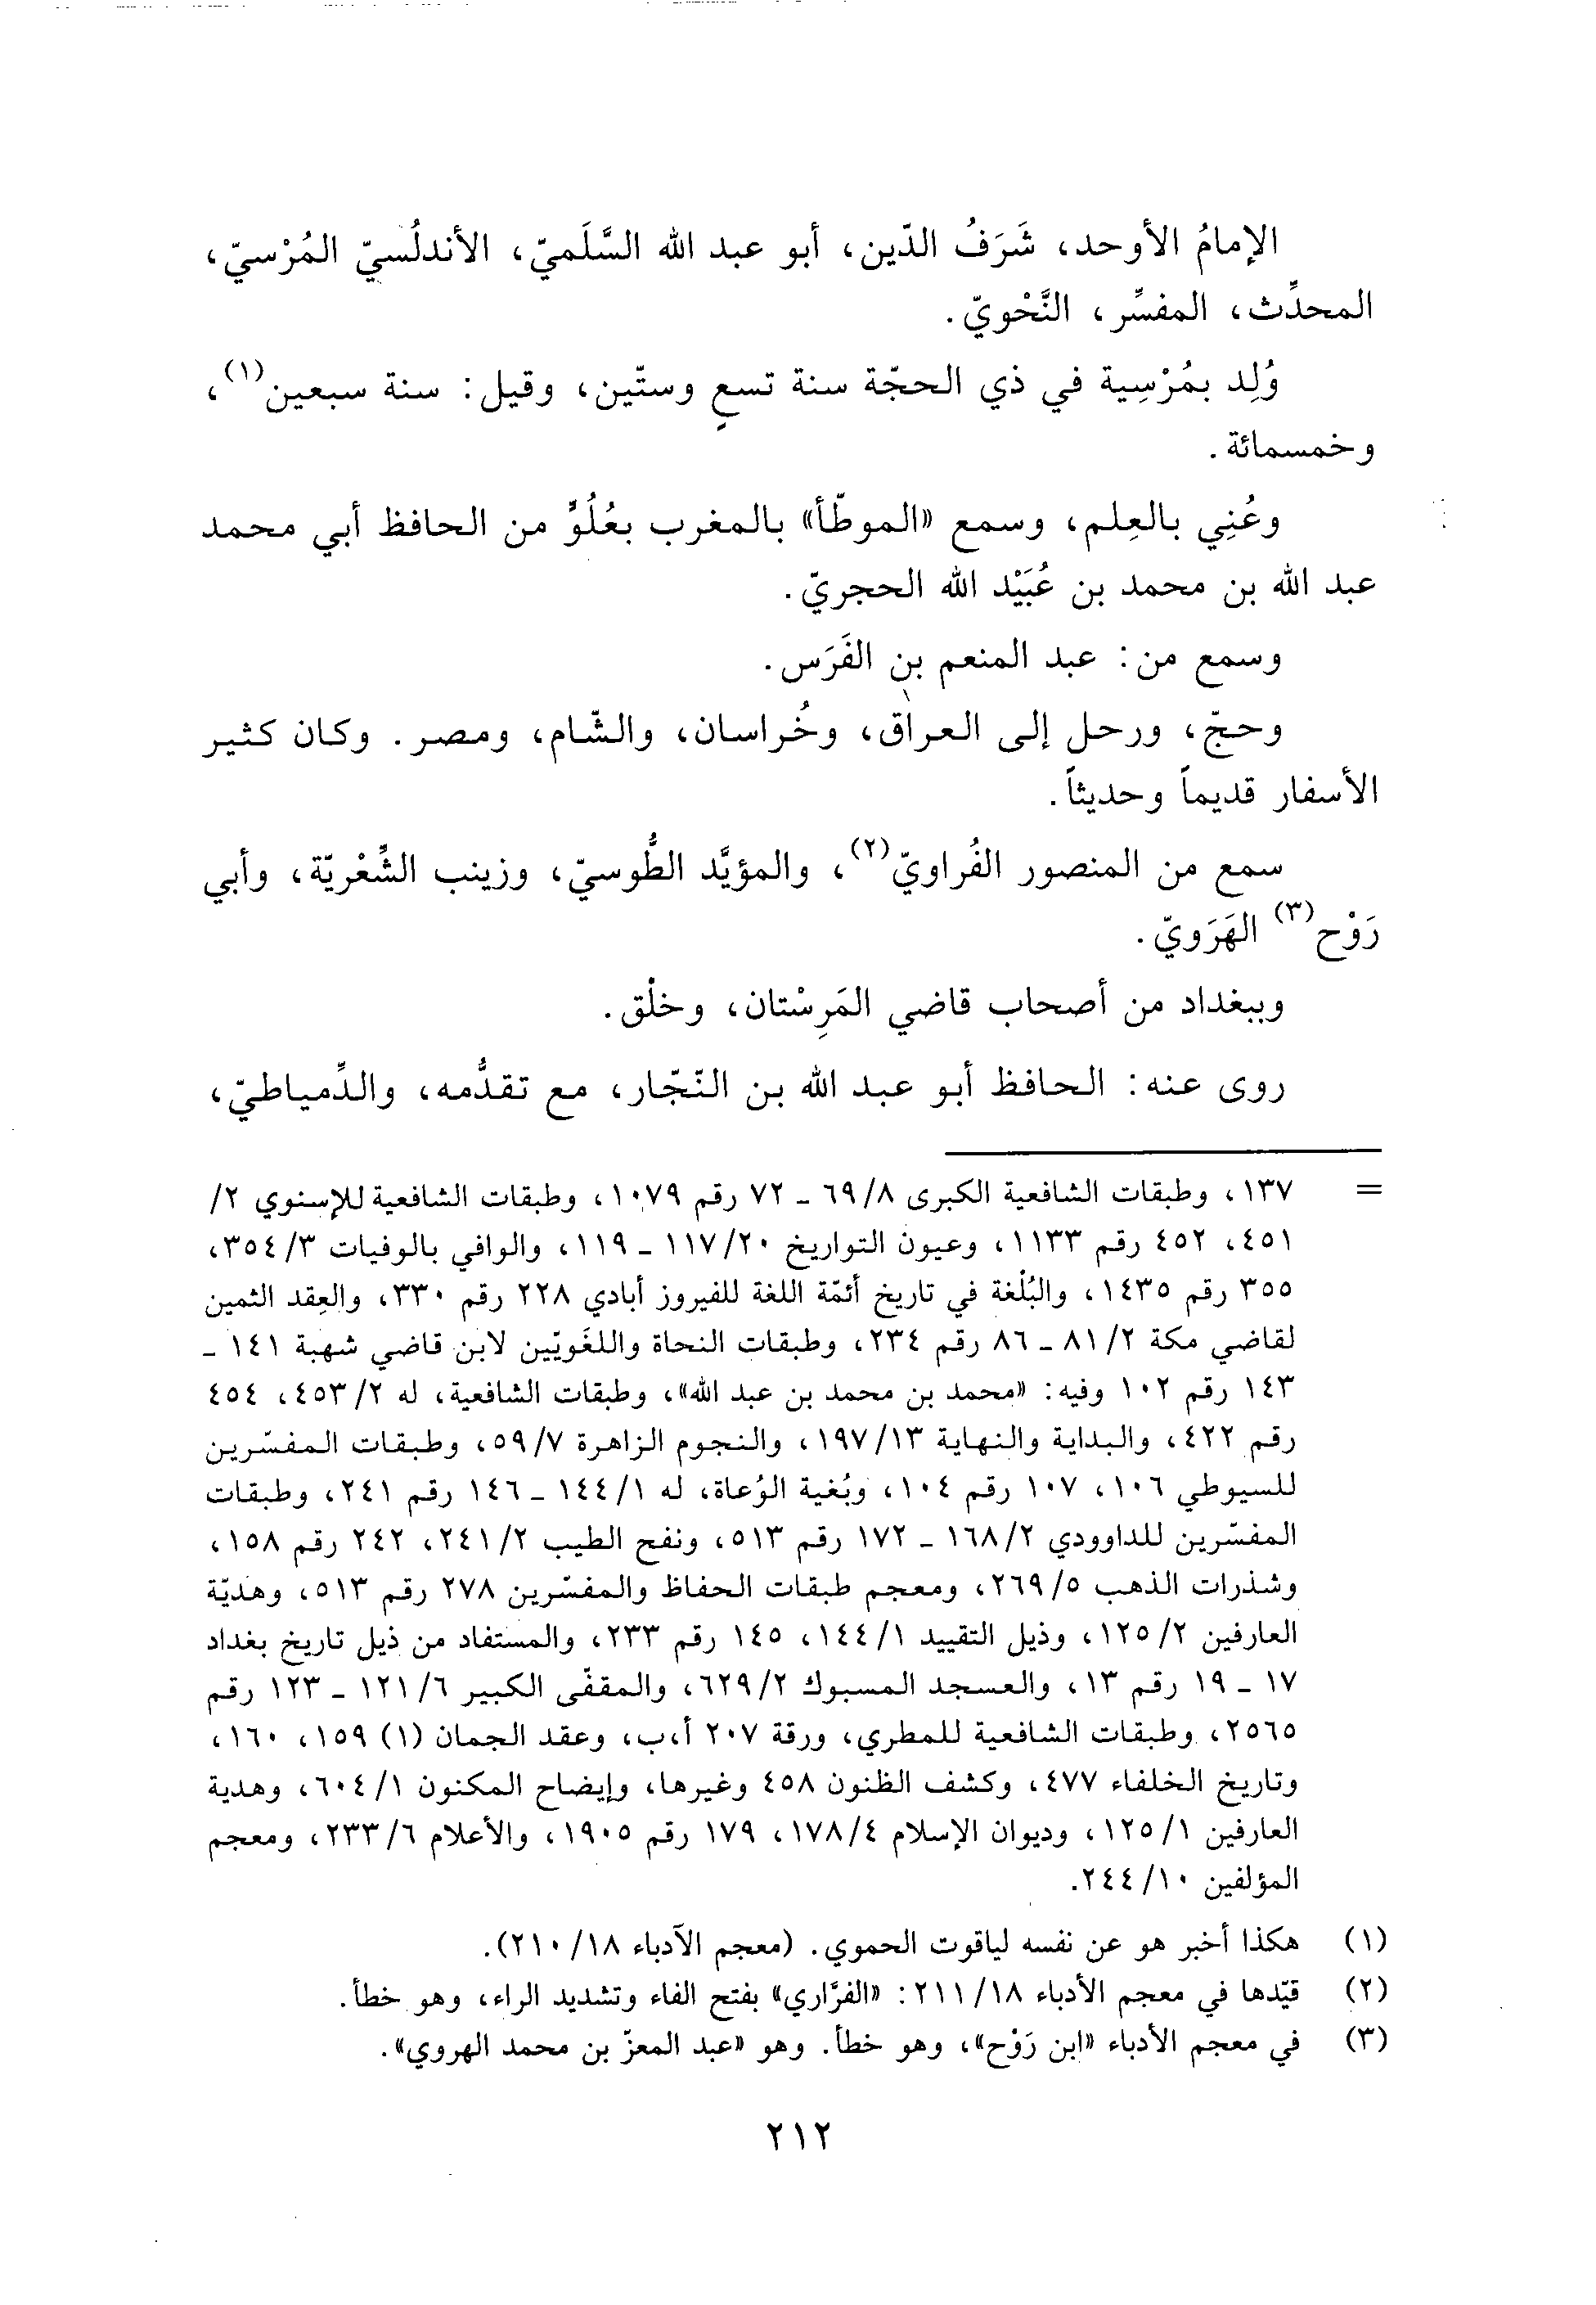 الإمامُ الأوحد، شَرَفُ الدّين، أبو عبد الله السَّلَميّ، الأندلُسيّ المُرْسيّ،
المحدِّث، المفسِّر، النَّحْويّ.
وُلِد بمُرْسِية في ذي الحجّة سنة تسعٍ وستّين، وقيل: سنة سبعين(١)،
وخمسمائة.
وعُنِي بالعِلم، وسمع «الموطّأ» بالمغرب بعُلُوٍّ من الحافظ أبي محمد
عبد الله بن محمد بن عُبَيْد الله الحجريّ.
وسمع من: عبد المنعم بن الفَرَس.
وحجّ، ورحل إلى العراق، وخُراسان، والشّام، ومصر. وكان كثير
الأسفار قديماً وحديثاً.
سمع من المنصور الفُراويّ(٢)، والمؤيَّد الطُّوسيّ، وزينب الشِّعْريّة، وأبي
رَوْح(٣) الهَرَويّ.
وببغداد من أصحاب قاضي المَرِسْتان، وخلْق.
روى عنه: الحافظ أبو عبد الله بن النّجّار، مع تقدُّمه، والدِّمياطيّ،
= ١٣٧، وطبقات الشافعية الكبرى ٦٩/٨ - ٧٢ رقم ١٠٧٩، وطبقات الشافعية للإسنوي ٢/
٤٥١، ٤٥٢ رقم ١١٣٣، وعيون التواريخ ١١٧/٢٠ - ١١٩، والوافي بالوفيات ٣٥٤/٣،
٣٥٥ رقم ١٤٣٥، والبُلْغة في تاريخ أئمّة اللغة للفيروز أبادي ٢٢٨ رقم ٣٣٠، والعِقد الثمين
لقاضي مكة ٨١/٢ - ٨٦ رقم ٢٣٤، وطبقات النحاة واللغَويّين لابن قاضي شهبة ١٤١ -
١٤٣ رقم ١٠٢ وفيه: «محمد بن محمد بن عبد الله»، وطبقات الشافعية، له ٤٥٣/٢، ٤٥٤
رقم ٤٢٢، والبداية والنهاية ١٩٧/١٣، والنجوم الزاهرة ٥٩/٧، وطبقات المفسّرين
للسيوطي ١٠٦، ١٠٧ رقم ١٠٤، وبُغية الوُعاة، له ١٤٤/١ - ١٤٦ رقم ٢٤١، وطبقات
المفسّرين للداوودي ١٦٨/٢ - ١٧٢ رقم ٥١٣، ونفح الطيب ٢٤١/٢، ٢٤٢ رقم ١٥٨،
وشذرات الذهب ٢٦٩/٥، ومعجم طبقات الحفاظ والمفسّرين ٢٧٨ رقم ٥١٣، وهديّة
العارفين ١٢٥/٢، وذيل التقييد ١٤٤/١، ١٤٥ رقم ٢٣٣، والمستفاد من ذيل تاريخ بغداد
١٧ - ١٩ رقم ١٣، والعسجد المسبوك ٦٢٩/٢، والمقفّى الكبير ١٢١/٦ - ١٢٣ رقم
٢٥٦٥، وطبقات الشافعية للمطري، ورقة ٢٠٧ أ،ب، وعقد الجمان (١) ١٥٩، ١٦٠،
وتاريخ الخلفاء ٤٧٧، وكشف الظنون ٤٥٨ وغيرها، وإيضاح المكنون ٦٠٤/١، وهدية
العارفين ١٢٥/١، وديوان الإسلام ١٧٨/٤، ١٧٩ رقم ١٩٠٥، والأعلام ٢٣٣/٦، ومعجم
المؤلفين ٢٤٤/١٠.
(١) هكذا أخبر هو عن نفسه لياقوت الحموي. (معجم الآدباء ٢١٠/١٨).
(٢) قيّدها في معجم الأدباء ٢١١/١٨: «الفرَّاري» بفتح الفاء وتشديد الراء، وهو خطأ.
(٣) في معجم الأدباء «ابن رَوْح»، وهو خطأ. وهو «عبد المعزّ بن محمد الهروي».
٢١٢